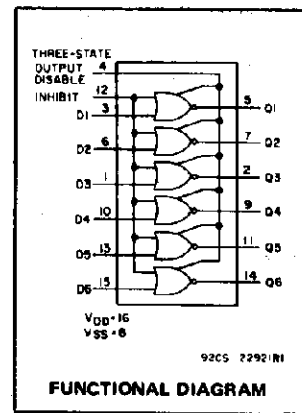 THREE-STATE
OUTPUT 4
DISABLE
INHIBIT 12
D1 3 5 Q1
D2 6 7 Q2
D3 1 2 Q3
D4 10 9 Q4
D5 13 11 Q5
D6 15 14 Q6
VDD=16
VSS=8
92CS 22921R1
FUNCTIONAL DIAGRAM